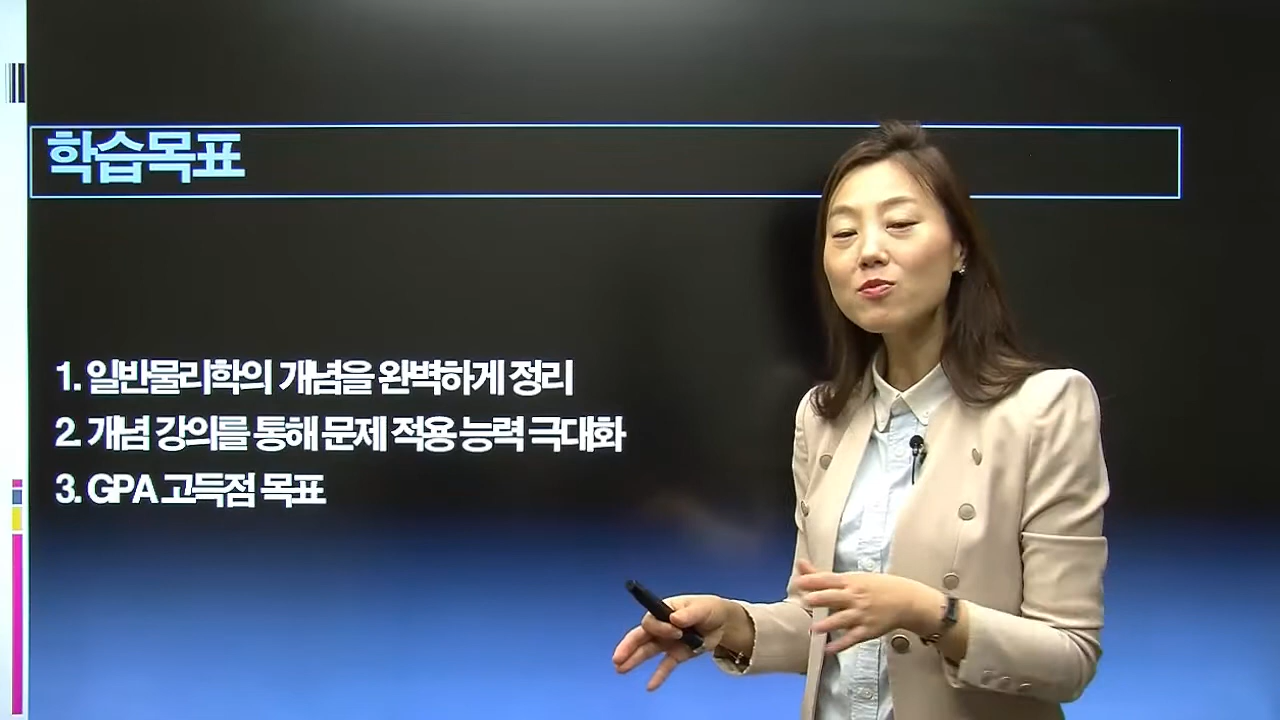 학습목표
1. 일반물리학의 개념을 완벽하게 정리
2. 개념 강의를 통해 문제 적용 능력 극대화
3. GPA 고득점 목표